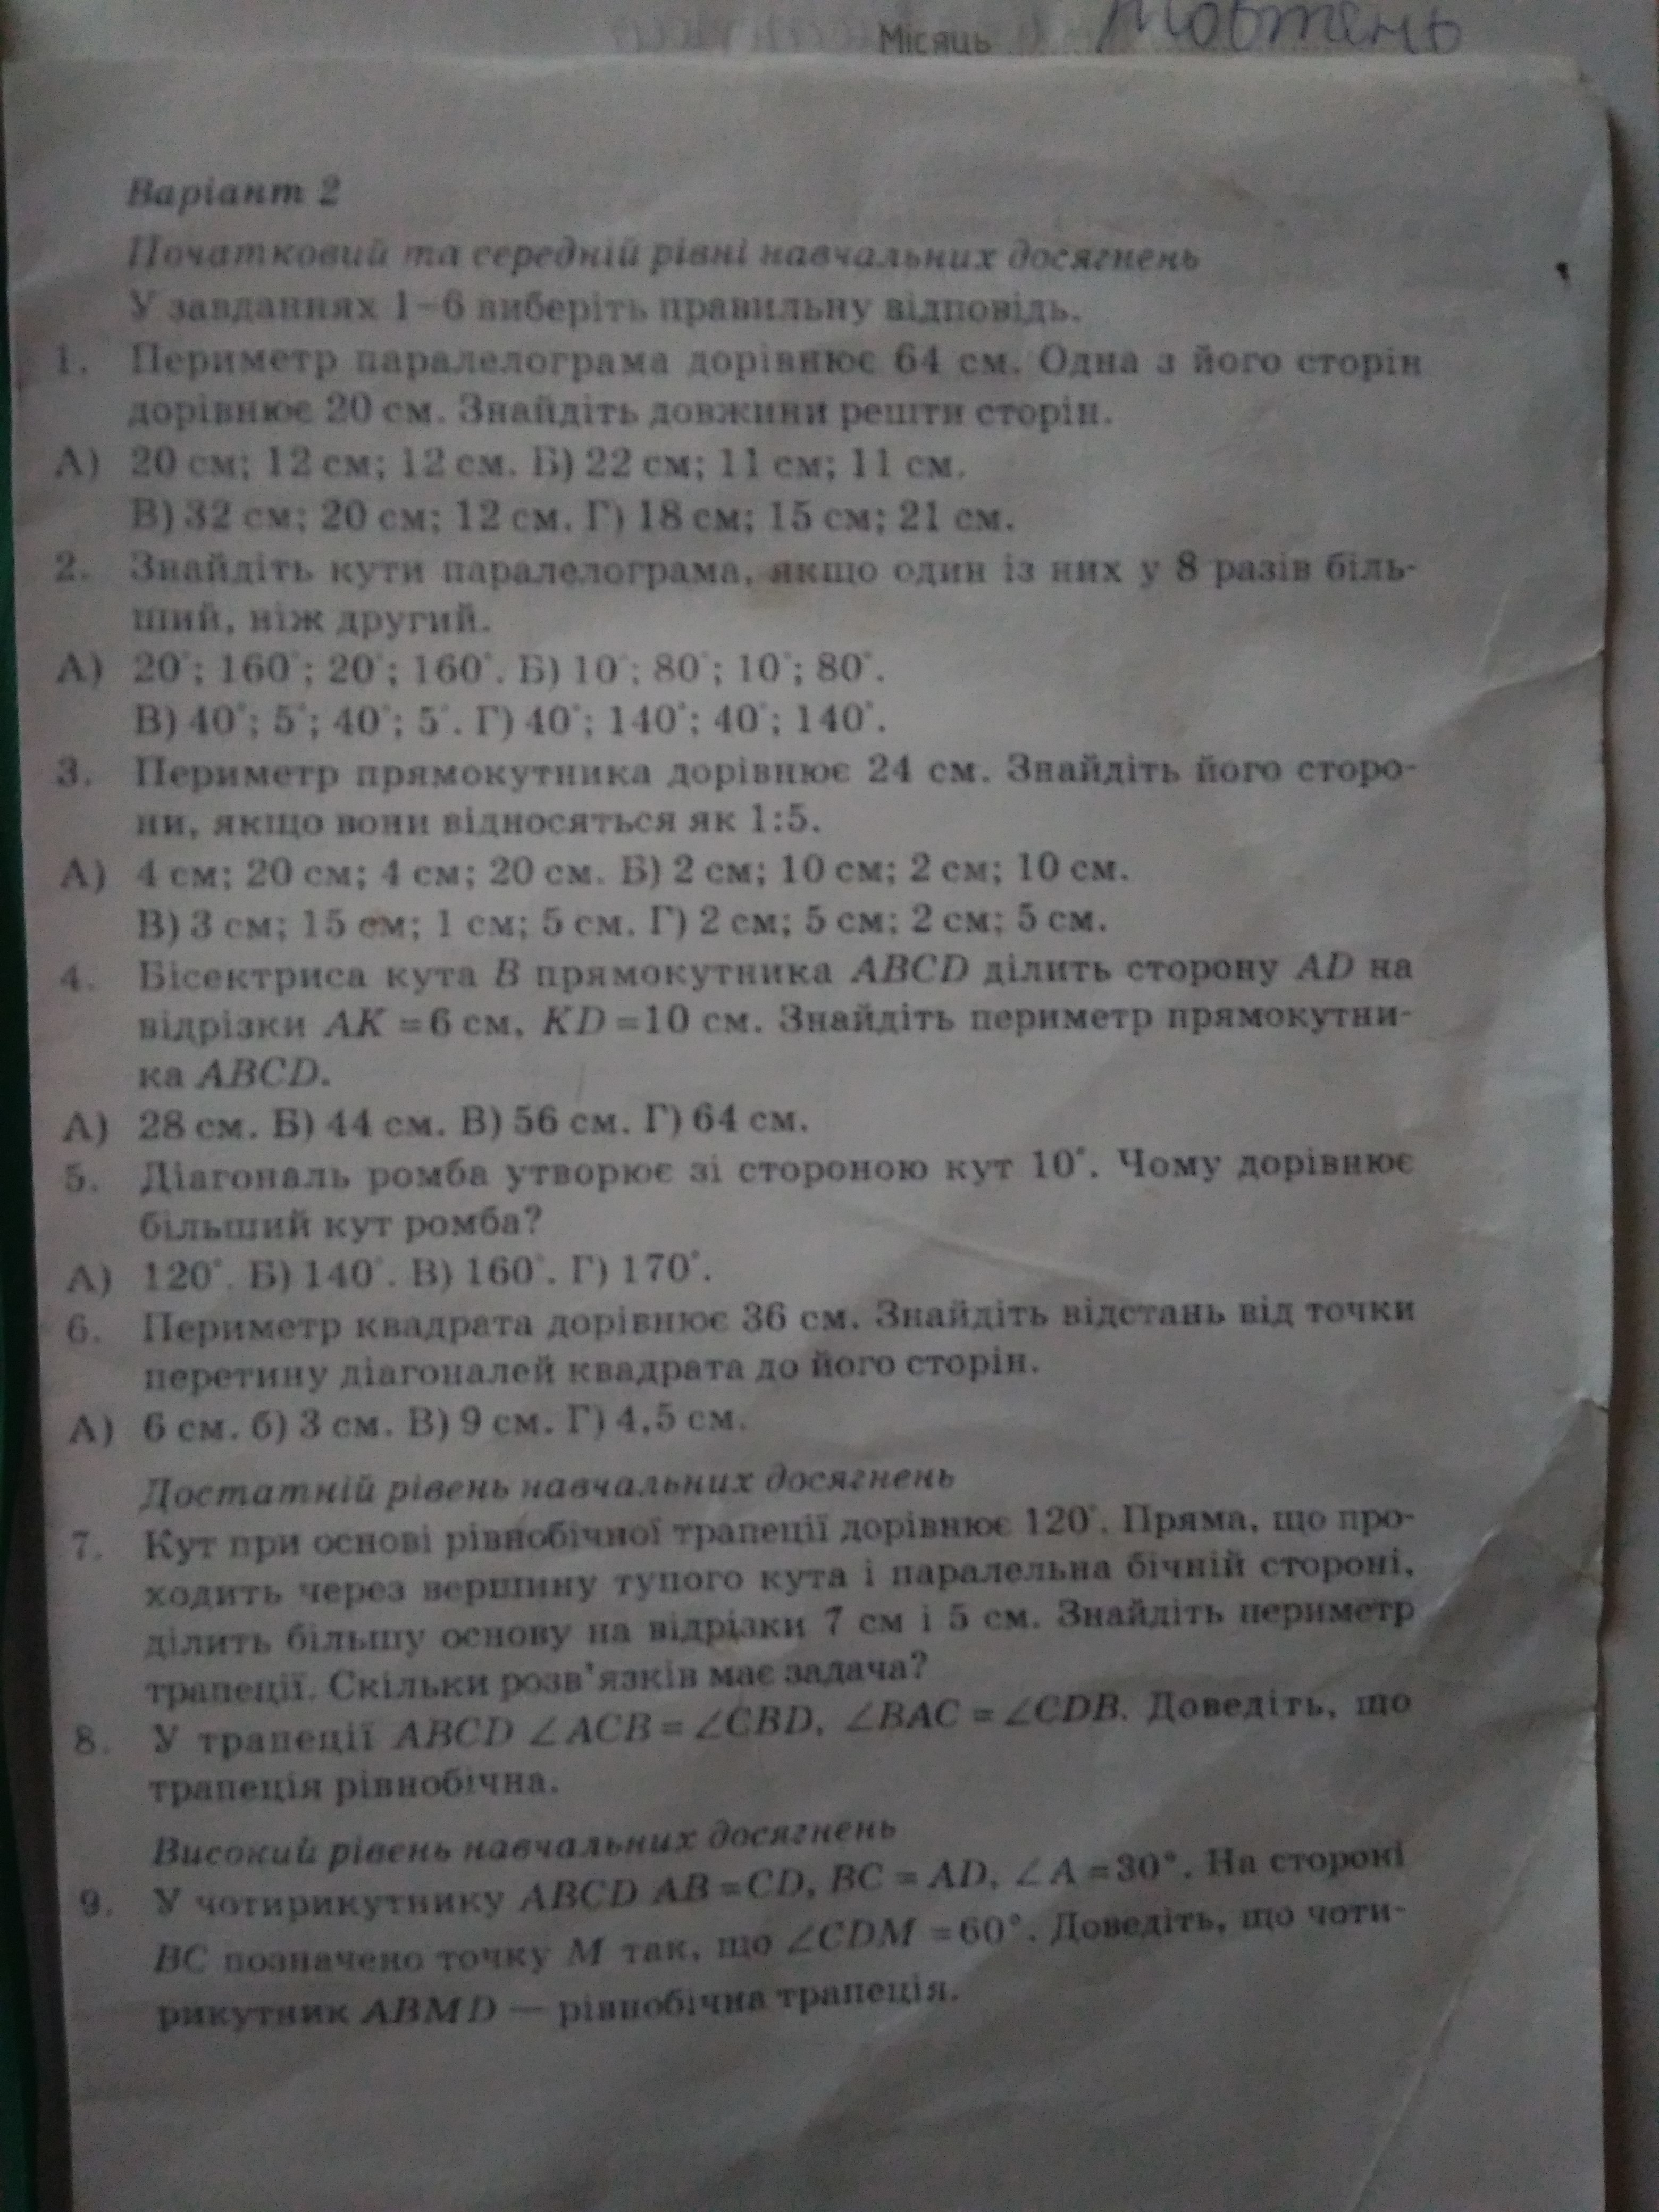 Місяць Жовтень
Варіант 2
Початковий та середній рівні навчальних досягнень
У завданнях 1–6 виберіть правильну відповідь.
1. Периметр паралелограма дорівнює 64 см. Одна з його сторін
дорівнює 20 см. Знайдіть довжини решти сторін.
А) 20 см; 12 см; 12 см. Б) 22 см; 11 см; 11 см.
В) 32 см; 20 см; 12 см. Г) 18 см; 15 см; 21 см.
2. Знайдіть кути паралелограма, якщо один із них у 8 разів біль-
ший, ніж другий.
А) 20°; 160°; 20°; 160°. Б) 10°; 80°; 10°; 80°.
В) 40°; 5°; 40°; 5°. Г) 40°; 140°; 40°; 140°.
3. Периметр прямокутника дорівнює 24 см. Знайдіть його сторо-
ни, якщо вони відносяться як 1:5.
А) 4 см; 20 см; 4 см; 20 см. Б) 2 см; 10 см; 2 см; 10 см.
В) 3 см; 15 см; 1 см; 5 см. Г) 2 см; 5 см; 2 см; 5 см.
4. Бісектриса кута B прямокутника ABCD ділить сторону AD на
відрізки AK = 6 см, KD = 10 см. Знайдіть периметр прямокутни-
ка ABCD.
А) 28 см. Б) 44 см. В) 56 см. Г) 64 см.
5. Діагональ ромба утворює зі стороною кут 10°. Чому дорівнює
більший кут ромба?
А) 120°. Б) 140°. В) 160°. Г) 170°.
6. Периметр квадрата дорівнює 36 см. Знайдіть відстань від точки
перетину діагоналей квадрата до його сторін.
А) 6 см. б) 3 см. В) 9 см. Г) 4,5 см.
Достатній рівень навчальних досягнень
7. Кут при основі рівнобічної трапеції дорівнює 120°. Пряма, що про-
ходить через вершину тупого кута і паралельна бічній стороні,
ділить більшу основу на відрізки 7 см і 5 см. Знайдіть периметр
трапеції. Скільки розв'язків має задача?
8. У трапеції ABCD ∠ACB = ∠CBD, ∠BAC = ∠CDB. Доведіть, що
трапеція рівнобічна.
Високий рівень навчальних досягнень
9. У чотирикутнику ABCD AB = CD, BC = AD, ∠A = 30°. На стороні
BC позначено точку M так, що ∠CDM = 60°. Доведіть, що чоти-
рикутник ABMD — рівнобічна трапеція.